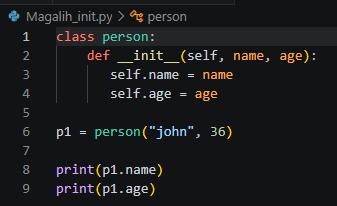 Magalih_init.py > person
1 class person:
2     def __init__(self, name, age):
3        self.name = name
4        self.age = age
5
6 p1 = person("john", 36)
7
8 print(p1.name)
9 print(p1.age)